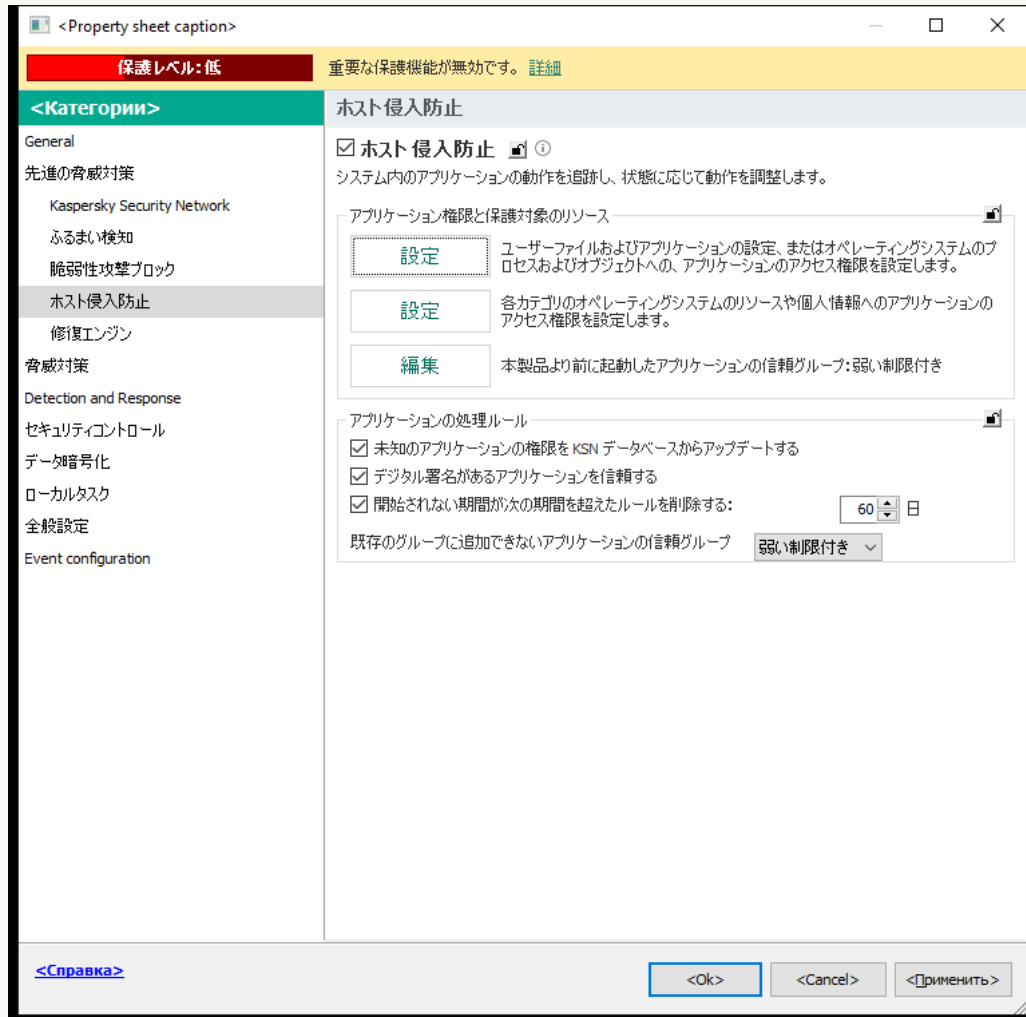 <Property sheet caption>
保護レベル: 低
重要な保護機能が無効です。 詳細
<Категории>
General
先進の脅威対策
Kaspersky Security Network
ふるまい検知
脆弱性攻撃ブロック
ホスト侵入防止
修復エンジン
脅威対策
Detection and Response
セキュリティコントロール
データ暗号化
ローカルタスク
全般設定
Event configuration
ホスト侵入防止
ホスト侵入防止
システム内のアプリケーションの動作を追跡し、状態に応じて動作を調整します。
アプリケーション権限と保護対象のリソース
設定
ユーザーファイルおよびアプリケーションの設定、またはオペレーティングシステムのプ
ロセスおよびオブジェクトへの、アプリケーションのアクセス権限を設定します。
設定
各カテゴリのオペレーティングシステムのリソースや個人情報へのアプリケーションの
アクセス権限を設定します。
編集
本製品より前に起動したアプリケーションの信頼グループ: 弱い制限付き
アプリケーションの処理ルール
未知のアプリケーションの権限を KSN データベースからアップデートする
デジタル署名があるアプリケーションを信頼する
開始されない期間が次の期間を超えたルールを削除する:
60 日
既存のグループに追加できないアプリケーションの信頼グループ
弱い制限付き
<Справка>
<Ok>
<Cancel>
<Применить>